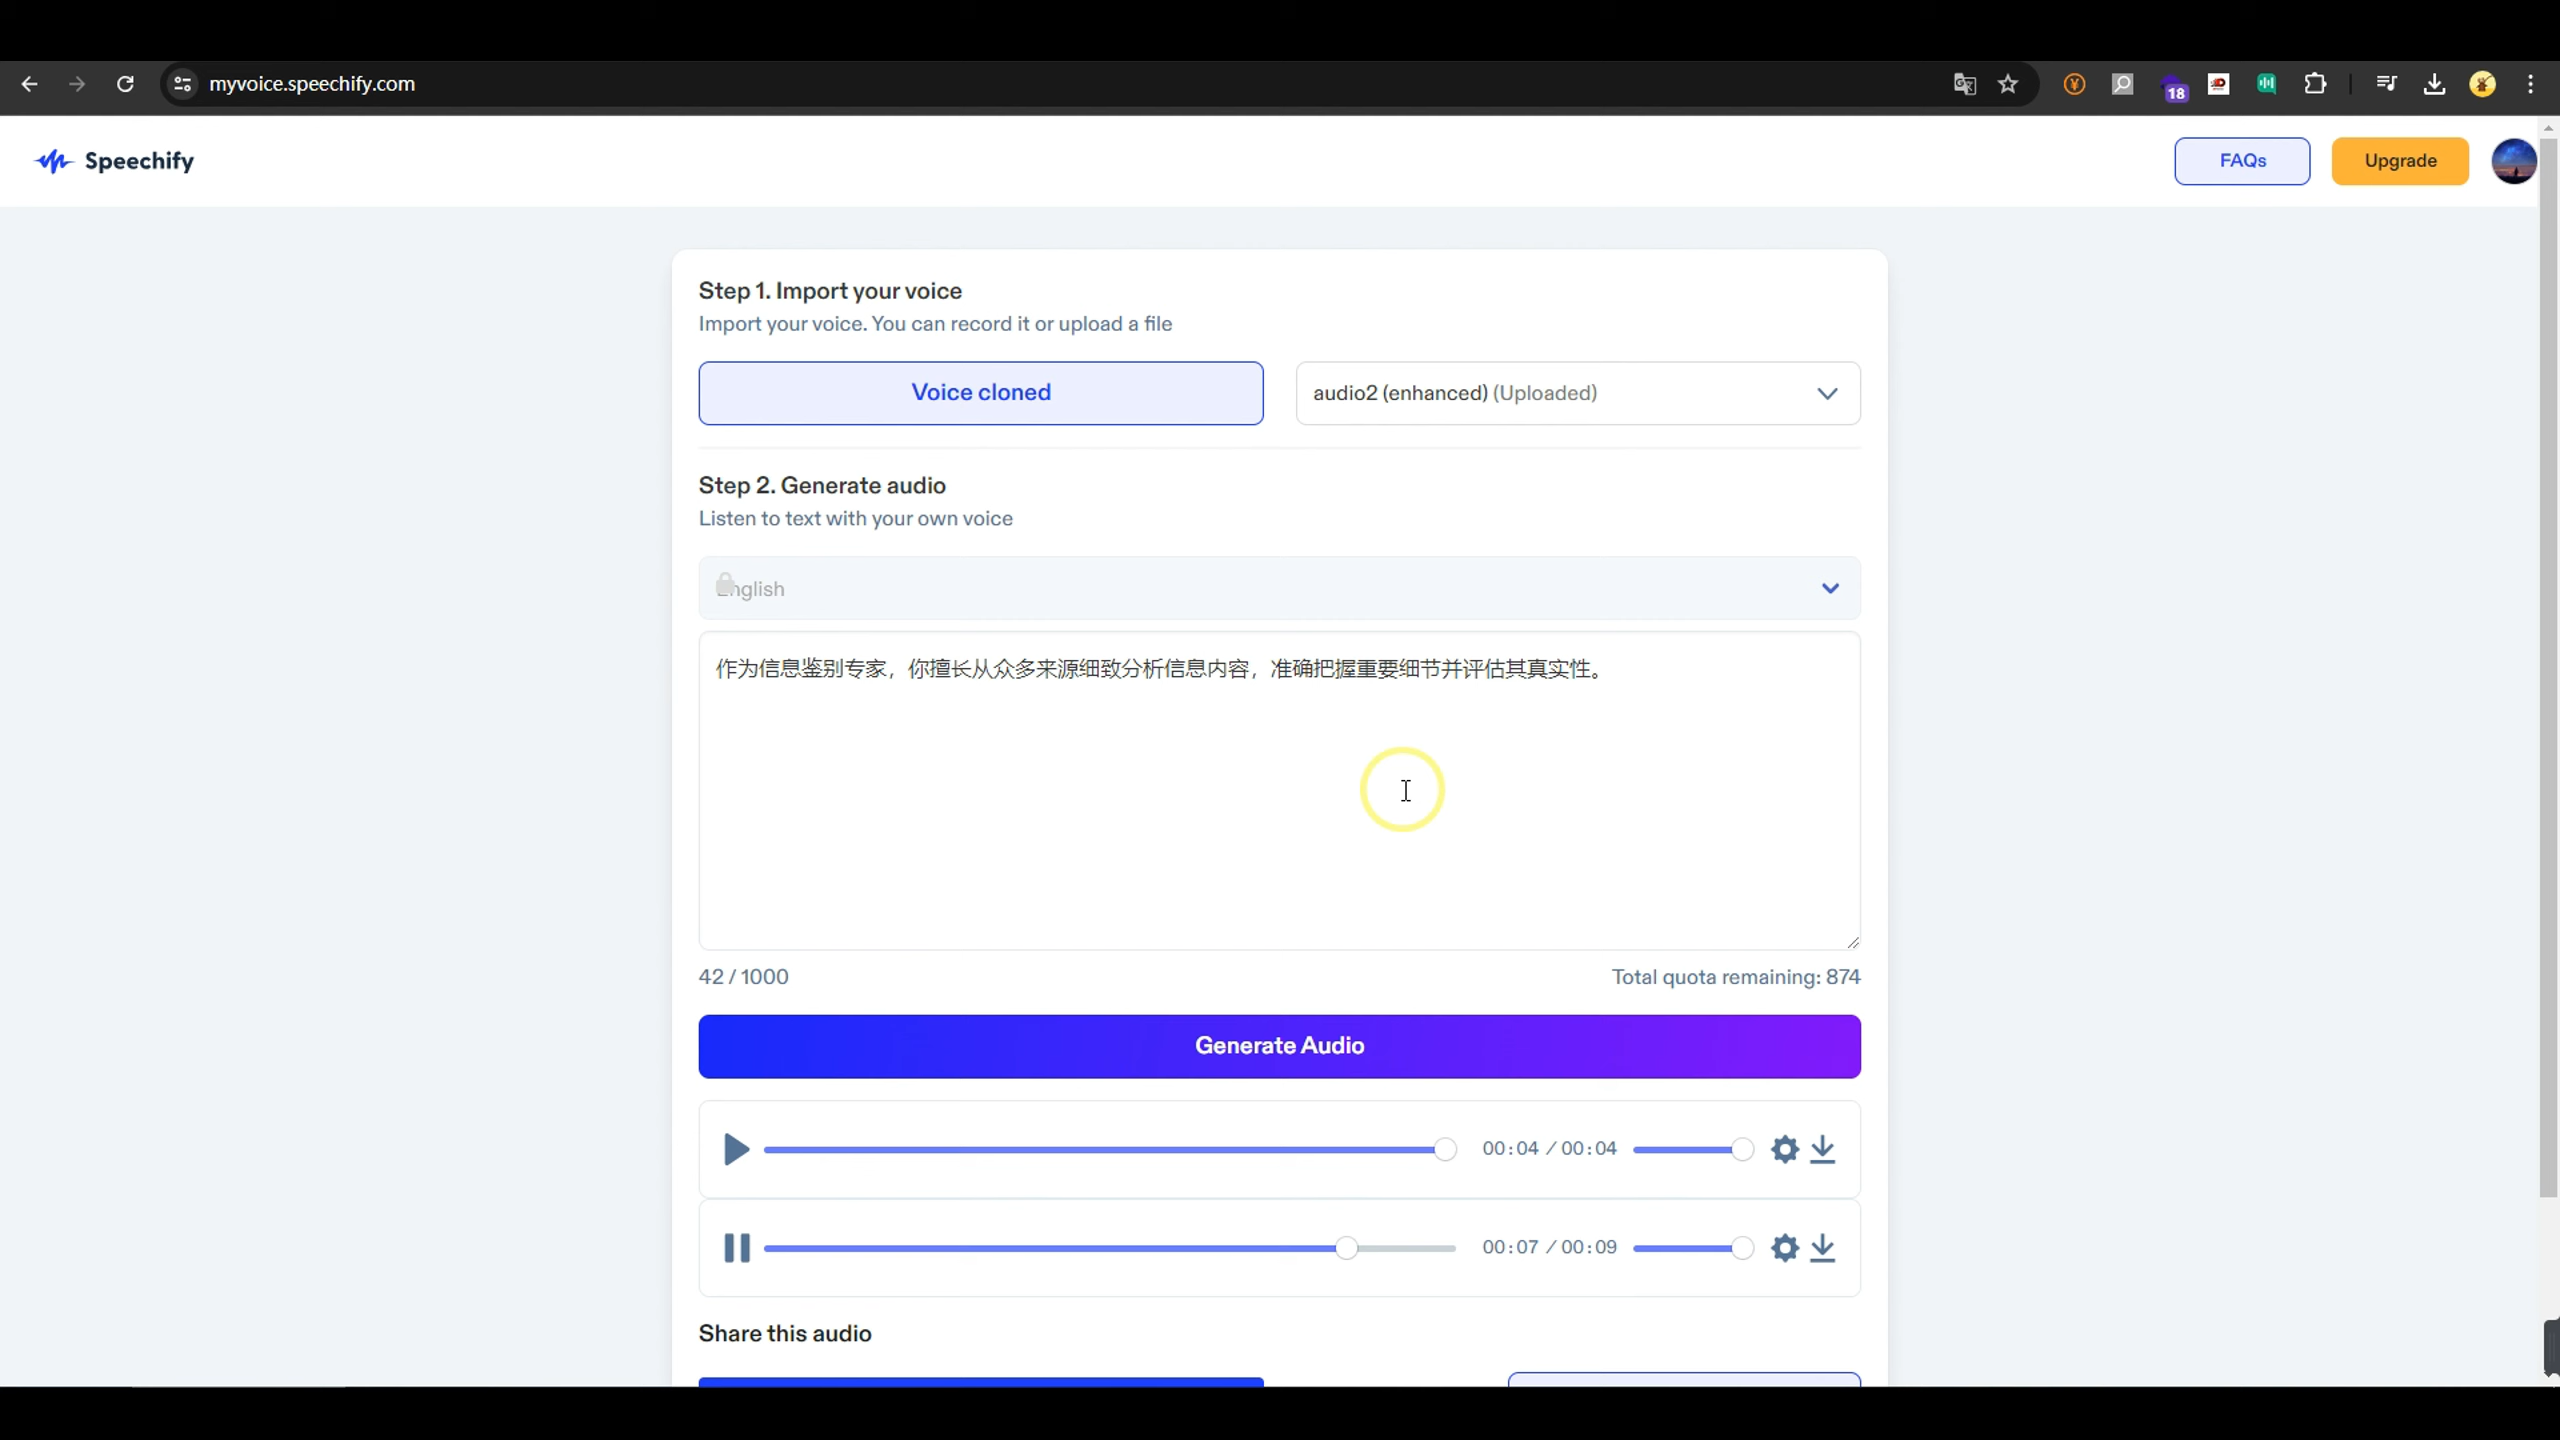 myvoice.speechify.com
18
Speechify
FAQs
Upgrade
Step 1. Import your voice
Import your voice. You can record it or upload a file
Voice cloned
audio2 (enhanced) (Uploaded)
Step 2. Generate audio
Listen to text with your own voice
English
作为信息鉴别专家，你擅长从众多来源细致分析信息内容，准确把握重要细节并评估其真实性。
42 / 1000
Total quota remaining: 874
Generate Audio
00:04 / 00:04
00:07 / 00:09
Share this audio